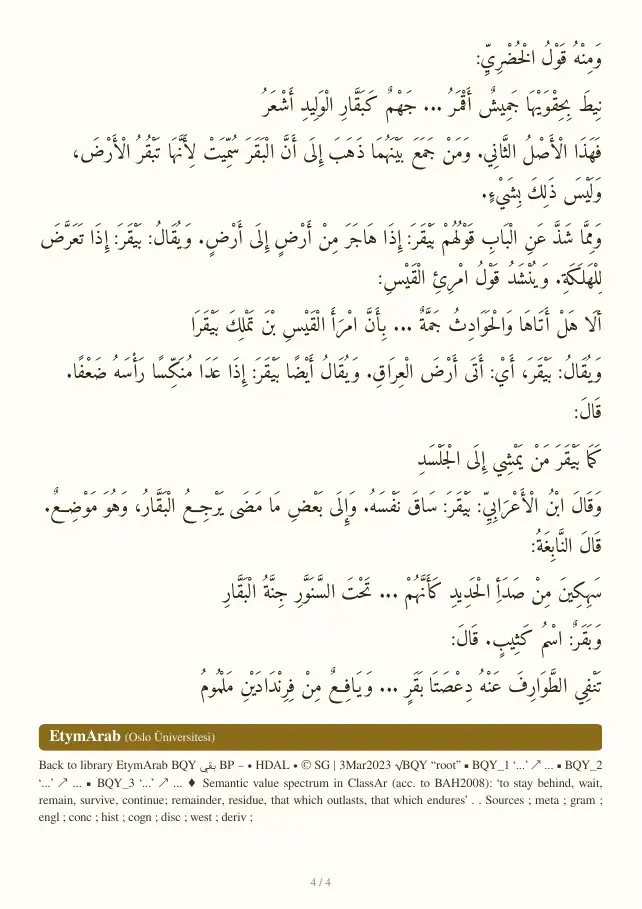 وَمِنْهُ قَوْلُ الْخُضْرِيِّ:
نِيطَ بِحِقْوَيْهَا جَمِيشٌ أَقْمَرُ ... جَهْمٌ كَبَقَّارِ الْوَلِيدِ أَشْعَرُ
فَهَذَا الْأَصْلُ الثَّانِي. وَمَنْ جَمَعَ بَيْنَهُمَا ذَهَبَ إِلَى أَنَّ الْبَقَرَ سُمِّيَتْ لِأَنَّهَا تَبْقُرُ الْأَرْضَ،
وَلَيْسَ ذَلِكَ بِشَيْءٍ.
وَمِمَّا شَذَّ عَنِ الْبَابِ قَوْلُهُمْ بَيْقَرَ: إِذَا هَاجَرَ مِنْ أَرْضٍ إِلَى أَرْضٍ. وَيُقَالُ: بَيْقَرَ: إِذَا تَعَرَّضَ
لِلْهَلَكَةِ. وَيُنْشَدُ قَوْلُ امْرِئِ الْقَيْسِ:
أَلَا هَلْ أَتَاهَا وَالْحَوَادِثُ جَمَّةٌ ... بِأَنَّ امْرَأَ الْقَيْسِ بْنَ تَمْلِكَ بَيْقَرَا
وَيُقَالُ: بَيْقَرَ، أَيْ: أَتَى أَرْضَ الْعِرَاقِ. وَيُقَالُ أَيْضًا بَيْقَرَ: إِذَا عَدَا مُنَكِّسًا رَأْسَهُ ضَعْفًا.
قَالَ:
كَمَا بَيْقَرَ مَنْ يَمْشِي إِلَى الْجَلْسَدِ
وَقَالَ ابْنُ الْأَعْرَابِيِّ: بَيْقَرَ: سَاقَ نَفْسَهُ. وَإِلَى بَعْضِ مَا مَضَى يَرْجِعُ الْبَقَّارُ، وَهُوَ مَوْضِعٌ.
قَالَ النَّابِغَةُ:
سَهِكِينَ مِنْ صَدَأِ الْحَدِيدِ كَأَنَّهُمْ ... تَحْتَ السَّنَوَّرِ جِنَّةُ الْبَقَّارِ
وَبَقَرٌ: اسْمُ كَثِيبٍ. قَالَ:
تَنْفِي الطَّوَارِفَ عَنْهُ دِعْصَتَا بَقَرٍ ... وَيَافِعٌ مِنْ فِرِنْدَادَيْنِ مَلْمُومُ
EtymArab (Oslo Üniversitesi)
Back to library EtymArab BQY بقي BP – • HDAL • © SG | 3Mar2023 √BQY “root” ▪ BQY_1 ‘...’ ↗ ... ▪ BQY_2
‘...’ ↗ ... ▪ BQY_3 ‘...’ ↗ ... ♦ Semantic value spectrum in ClassAr (acc. to BAH2008): ‘to stay behind, wait,
remain, survive, continue; remainder, residue, that which outlasts, that which endures’ . . Sources ; meta ; gram ;
engl ; conc ; hist ; cogn ; disc ; west ; deriv ;
4 / 4